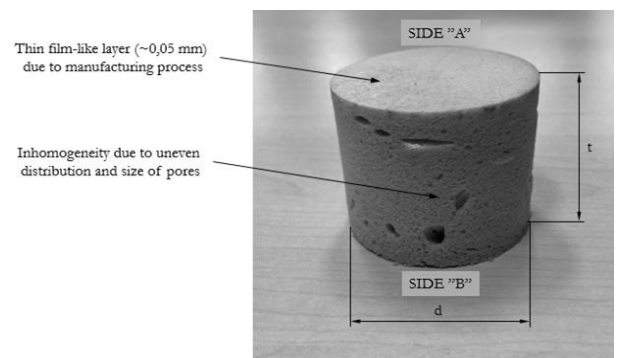 SIDE ”A”
Thin film-like layer (~0,05 mm)
due to manufacturing process
t
Inhomogeneity due to uneven
distribution and size of pores
SIDE ”B”
d